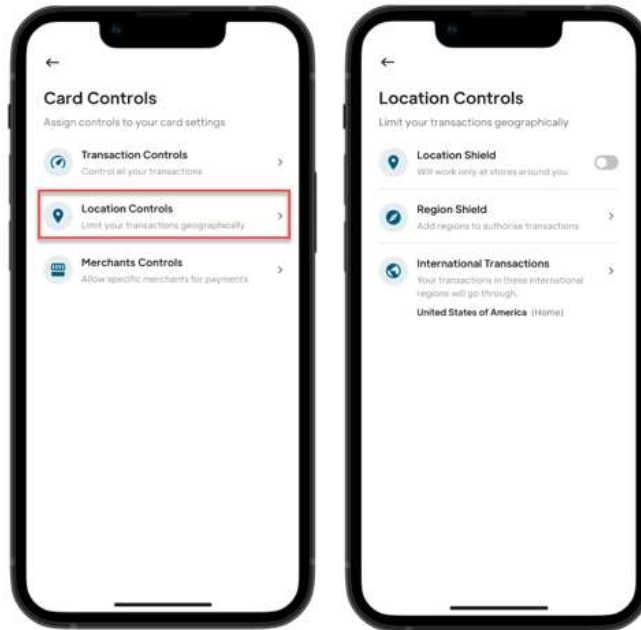 Card Controls
Assign controls to your card settings
Transaction Controls
Control all your transactions
Location Controls
Limit your transactions geographically
Merchants Controls
Allow specific merchants for payments
Location Controls
Limit your transactions geographically
Location Shield
Will work only at stores around you
Region Shield
Add regions to authorise transactions
International Transactions
Your transactions in these international
regions will go through.
United States of America (Home)